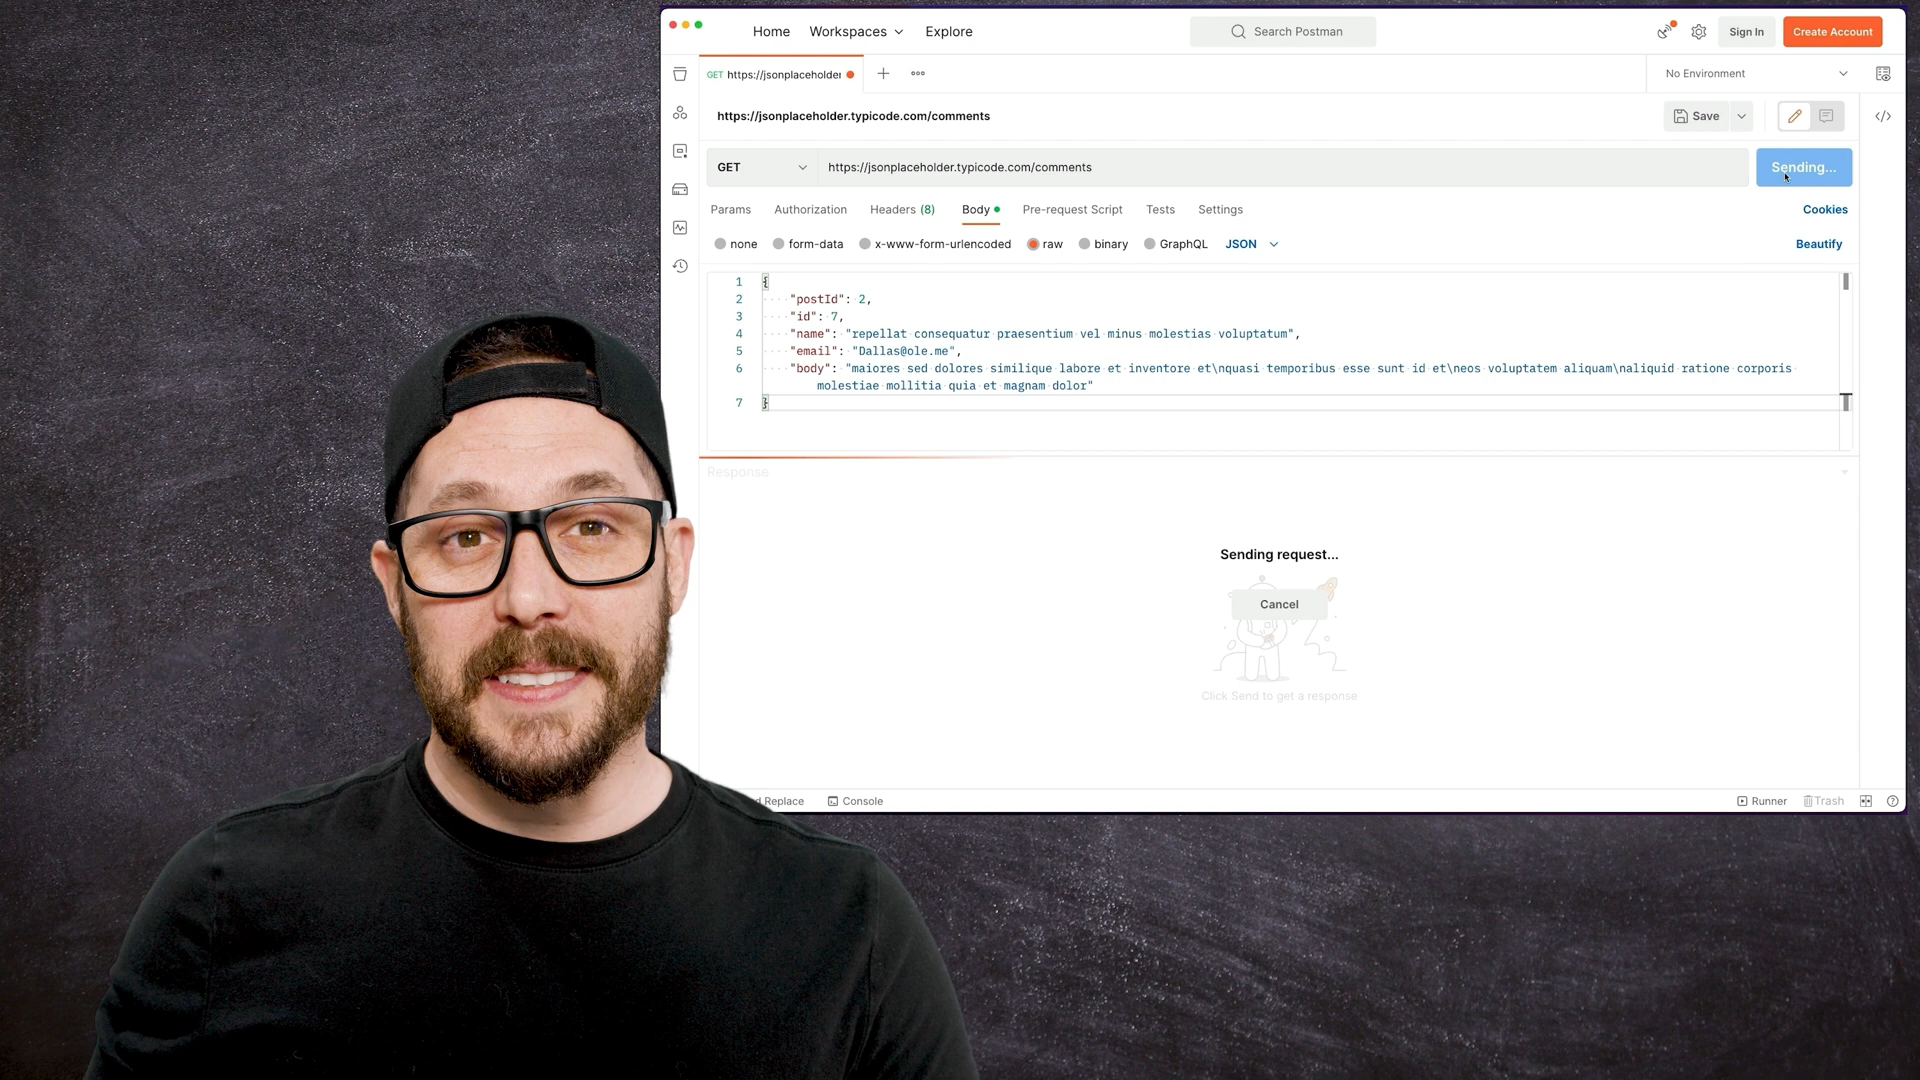 Home Workspaces Explore Search Postman Sign In Create Account
GET https://jsonplaceholder No Environment
https://jsonplaceholder.typicode.com/comments Save </>
GET https://jsonplaceholder.typicode.com/comments Sending...
Params Authorization Headers (8) Body Pre-request Script Tests Settings Cookies
none form-data x-www-form-urlencoded raw binary GraphQL JSON Beautify
1 {
2 "postId": 2,
3 "id": 7,
4 "name": "repellat consequatur praesentium vel minus molestias voluptatum",
5 "email": "Dallas@ole.me",
6 "body": "maiores sed dolores similique labore et inventore et\nquasi temporibus esse sunt id et\neos voluptatem aliquam\naliquid ratione corporis
molestiae mollitia quia et magnam dolor"
7 }
Response
Sending request...
Cancel
Click Send to get a response
d Replace Console Runner Trash